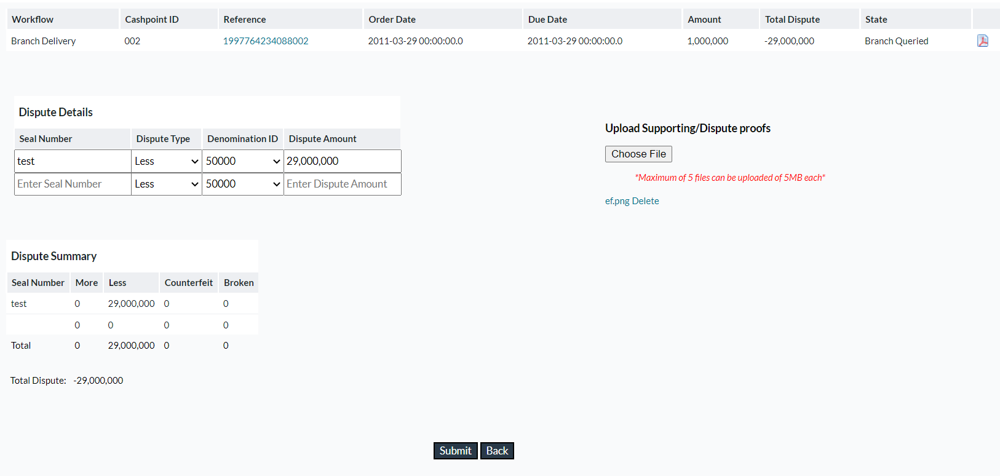 Workflow Cashpoint ID Reference Order Date Due Date Amount Total Dispute State
Branch Delivery 002 1997764234088002 2011-03-29 00:00:00.0 2011-03-29 00:00:00.0 1,000,000 -29,000,000 Branch Queried
Dispute Details
Seal Number Dispute Type Denomination ID Dispute Amount
test Less 50000 29,000,000
Enter Seal Number Less 50000 Enter Dispute Amount
Upload Supporting/Dispute proofs
Choose File
*Maximum of 5 files can be uploaded of 5MB each*
ef.png Delete
Dispute Summary
Seal Number More Less Counterfeit Broken
test 0 29,000,000 0 0
0 0 0 0
Total 0 29,000,000 0 0
Total Dispute: -29,000,000
Submit Back